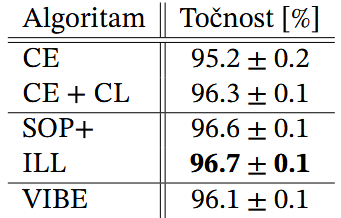 Algoritam Točnost [%]
CE 95.2 ± 0.2
CE + CL 96.3 ± 0.1
SOP+ 96.6 ± 0.1
ILL 96.7 ± 0.1
VIBE 96.1 ± 0.1